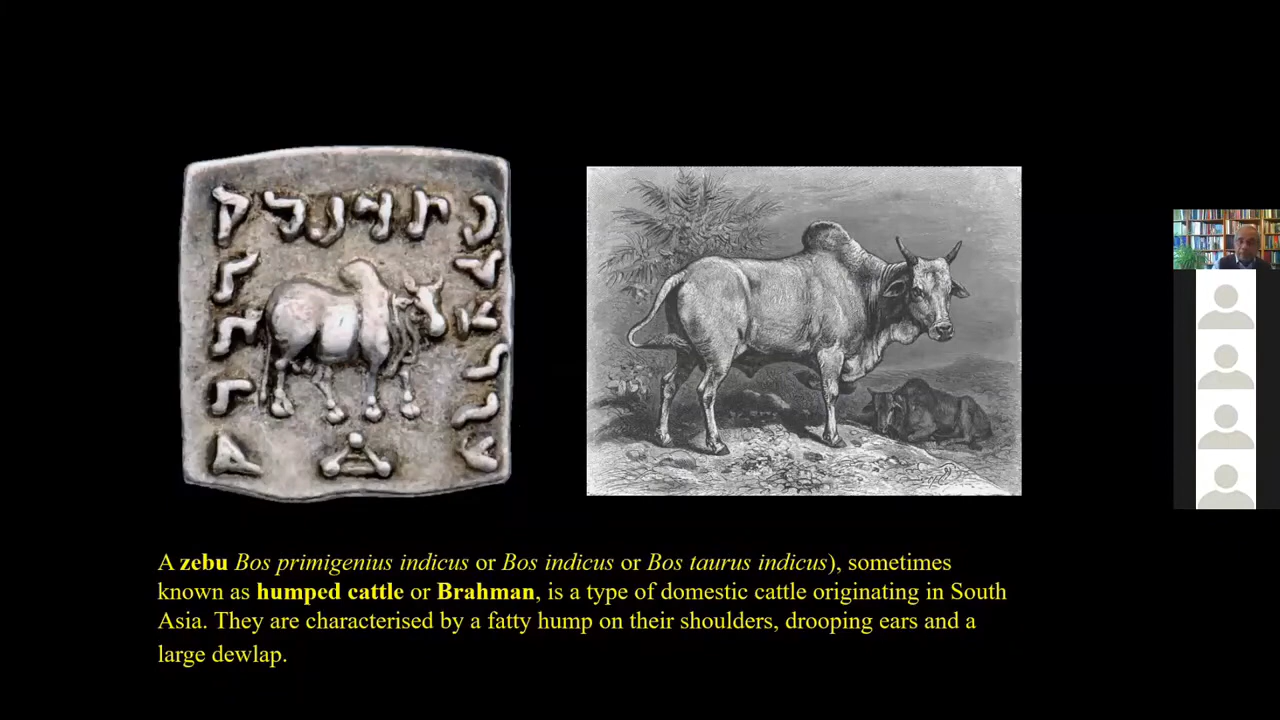 A zebu Bos primigenius indicus or Bos indicus or Bos taurus indicus), sometimes
known as humped cattle or Brahman, is a type of domestic cattle originating in South
Asia. They are characterised by a fatty hump on their shoulders, drooping ears and a
large dewlap.